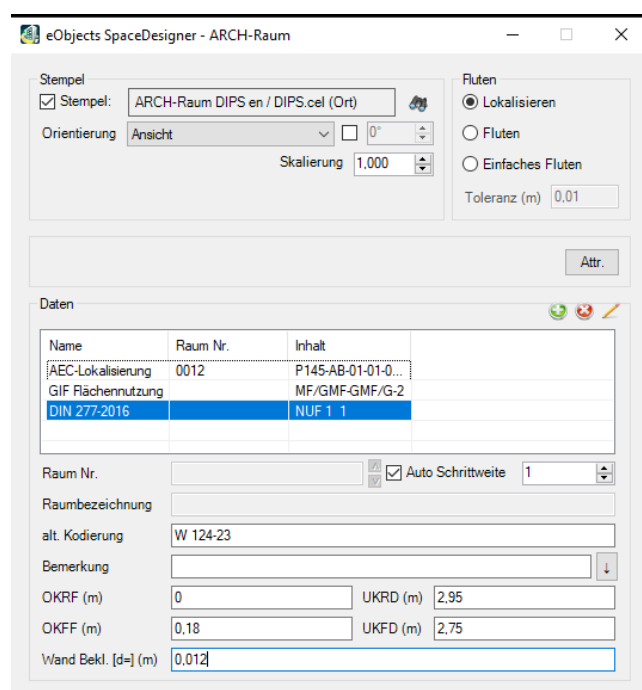 eObjects SpaceDesigner - ARCH-Raum
Stempel
Stempel: ARCH-Raum DIPS en / DIPS.cel (Ort)
Orientierung Ansicht 0°
Skalierung 1,000
Fluten
Lokalisieren
Fluten
Einfaches Fluten
Toleranz (m) 0,01
Attr.
Daten
Name Raum Nr. Inhalt
AEC-Lokalisierung 0012 P145-AB-01-01-0...
GIF Flächennutzung MF/GMF-GMF/G-2
DIN 277-2016 NUF 1 1
Raum Nr. Auto Schrittweite 1
Raumbezeichnung
alt. Kodierung W 124-23
Bemerkung
OKRF (m) 0 UKRD (m) 2,95
OKFF (m) 0,18 UKFD (m) 2,75
Wand Bekl. [d=] (m) 0,012